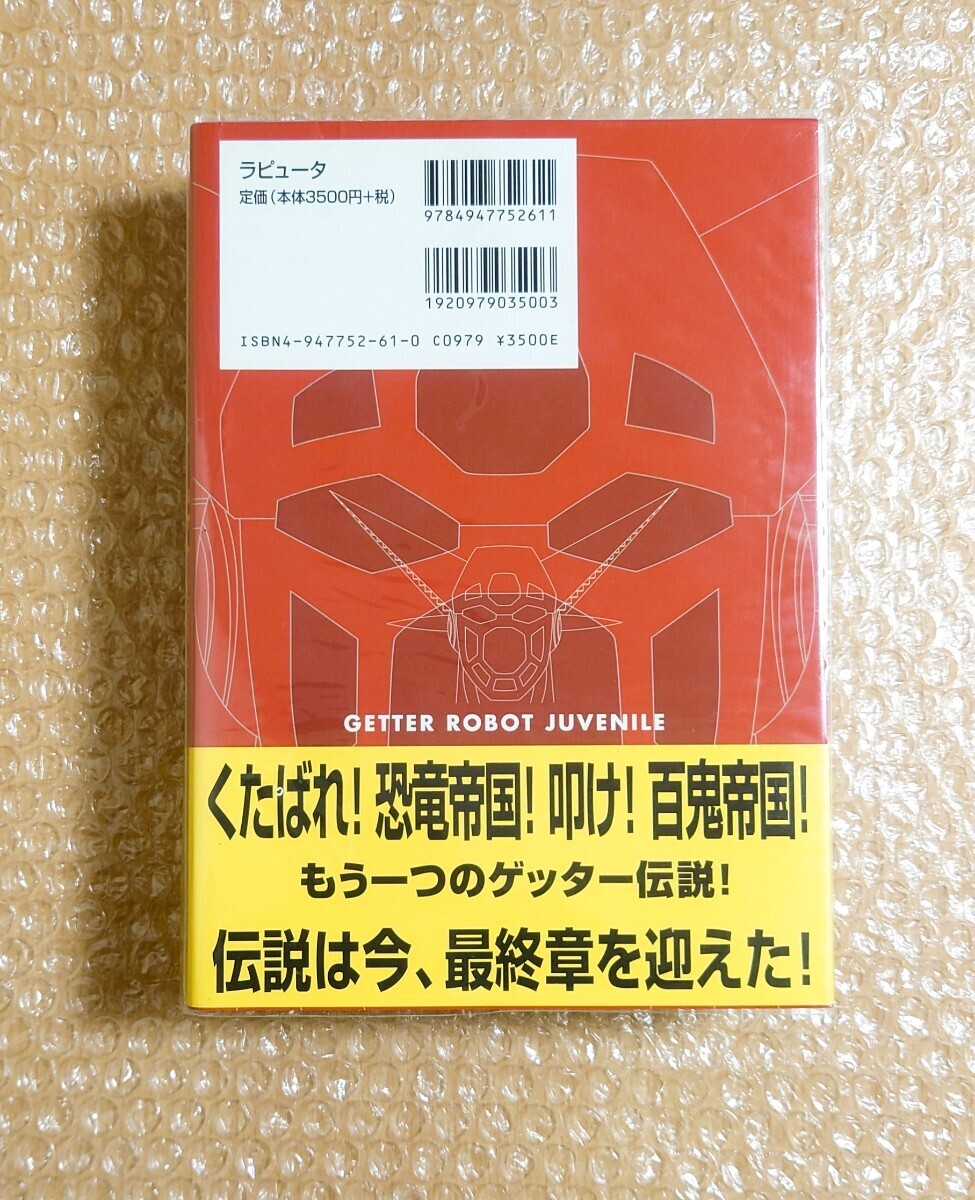 ラピュータ
定価(本体3500円+税)
9784947752611
1920979035003
ISBN4-947752-61-0 C0979 ¥3500E
GETTER ROBOT JUVENILE
くたばれ!恐竜帝国!叩け!百鬼帝国!
もう一つのゲッター伝説!
伝説は今、最終章を迎えた!